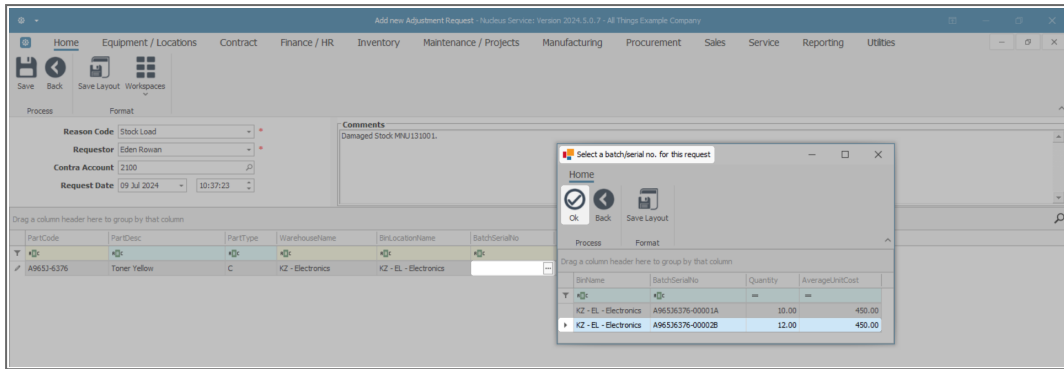 Add new Adjustment Request - Nucleus Service: Version 2024.5.0.7 - All Things Example Company
Home Equipment / Locations Contract Finance / HR Inventory Maintenance / Projects Manufacturing Procurement Sales Service Reporting Utilities
Save Back Save Layout Workspaces
Process Format
Reason Code Stock Load *
Requestor Eden Rowan *
Contra Account 2100
Request Date 09 Jul 2024 10:37:23
Comments
Damaged Stock MNU131001.
Drag a column header here to group by that column
PartCode PartDesc PartType WarehouseName BinLocationName BatchSerialNo
A965J-6376 Toner Yellow C KZ - Electronics KZ - EL - Electronics
Select a batch/serial no. for this request
Home
Ok Back Save Layout
Process Format
Drag a column header here to group by that column
BinName BatchSerialNo Quantity AverageUnitCost
= =
KZ - EL - Electronics A965J6376-00001A 10.00 450.00
KZ - EL - Electronics A965J6376-00002B 12.00 450.00